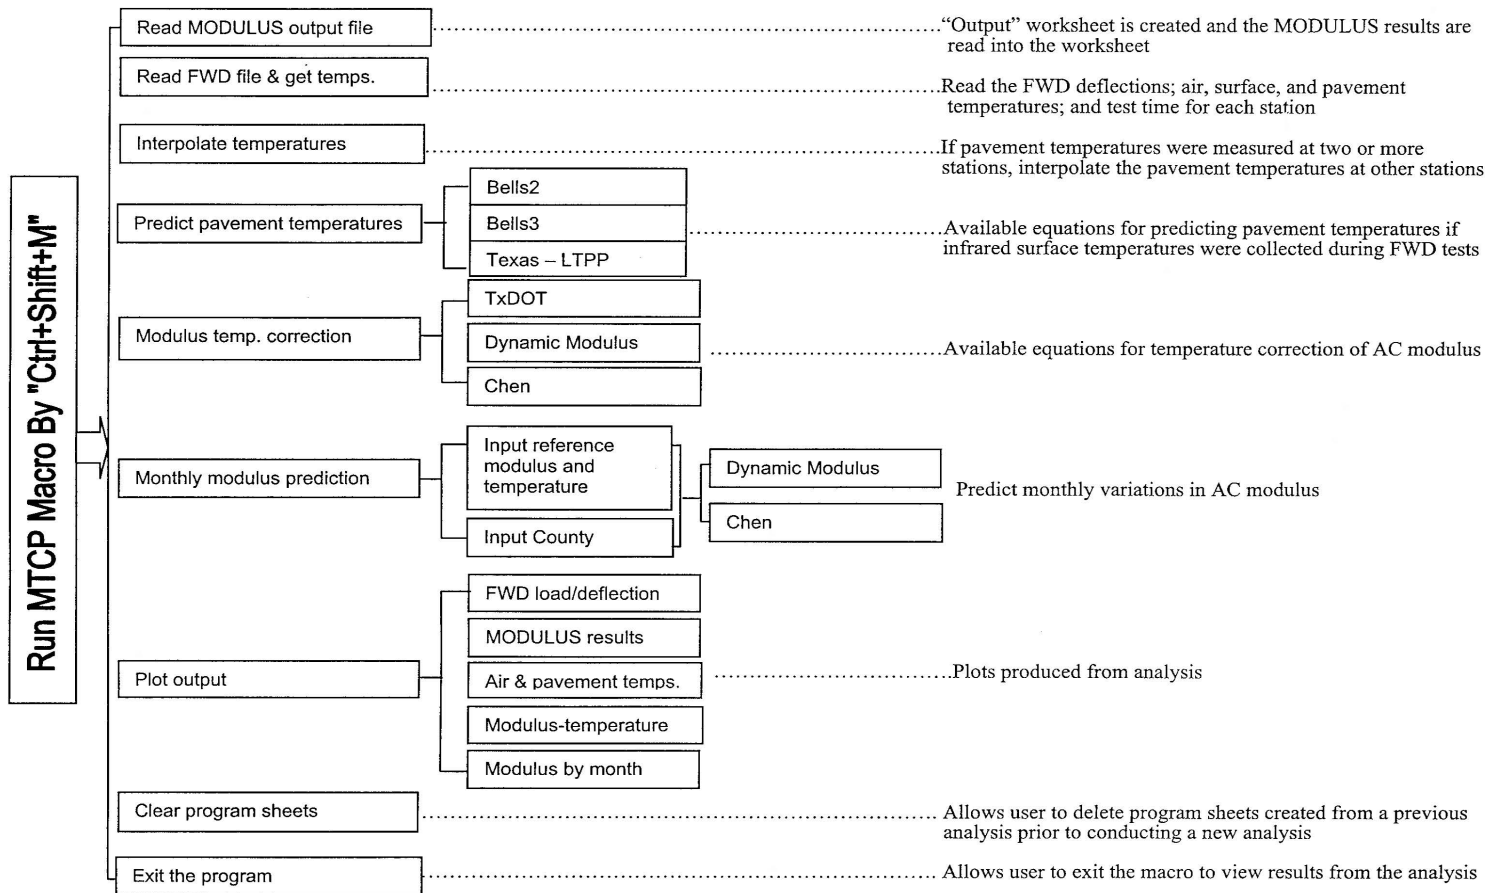 Run MTCP Macro By "Ctrl+Shift+M"
Read MODULUS output file
“Output” worksheet is created and the MODULUS results are
read into the worksheet
Read FWD file & get temps.
Read the FWD deflections; air, surface, and pavement
temperatures; and test time for each station
Interpolate temperatures
If pavement temperatures were measured at two or more
stations, interpolate the pavement temperatures at other stations
Predict pavement temperatures
Bells2
Bells3
Texas – LTPP
Available equations for predicting pavement temperatures if
infrared surface temperatures were collected during FWD tests
Modulus temp. correction
TxDOT
Dynamic Modulus
Chen
Available equations for temperature correction of AC modulus
Monthly modulus prediction
Input reference
modulus and
temperature
Input County
Dynamic Modulus
Chen
Predict monthly variations in AC modulus
Plot output
FWD load/deflection
MODULUS results
Air & pavement temps.
Modulus-temperature
Modulus by month
Plots produced from analysis
Clear program sheets
Allows user to delete program sheets created from a previous
analysis prior to conducting a new analysis
Exit the program
Allows user to exit the macro to view results from the analysis